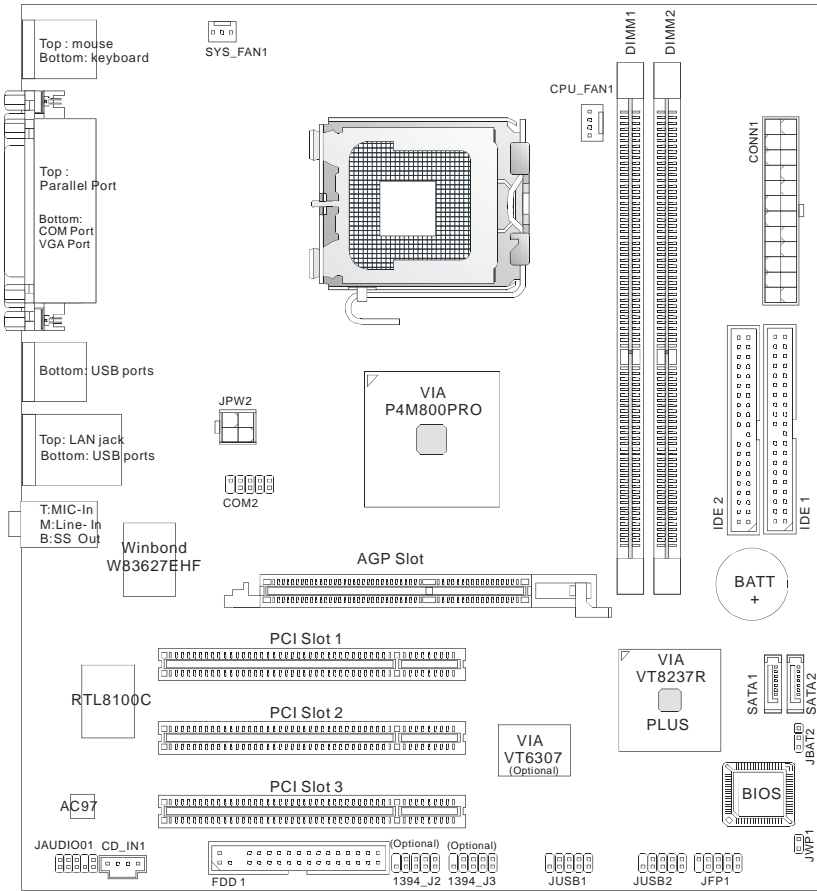 Top : mouse
Bottom: keyboard
SYS_FAN1
DIMM1
DIMM2
CPU_FAN1
CONN1
Top :
Parallel Port
Bottom:
COM Port
VGA Port
Bottom: USB ports
JPW2
VIA
P4M800PRO
Top: LAN jack
Bottom: USB ports
COM2
IDE 2
IDE 1
T:MIC-In
M:Line- In
B:SS Out
Winbond
W83627EHF
AGP Slot
BATT
+
PCI Slot 1
VIA
VT8237R
PLUS
SATA1
SATA2
RTL8100C
PCI Slot 2
VIA
VT6307
(Optional)
JBAT2
PCI Slot 3
AC97
BIOS
JWP1
JAUDIO01
CD_IN1
FDD 1
(Optional)
(Optional)
1394_J2
1394_J3
JUSB1
JUSB2
JFP1